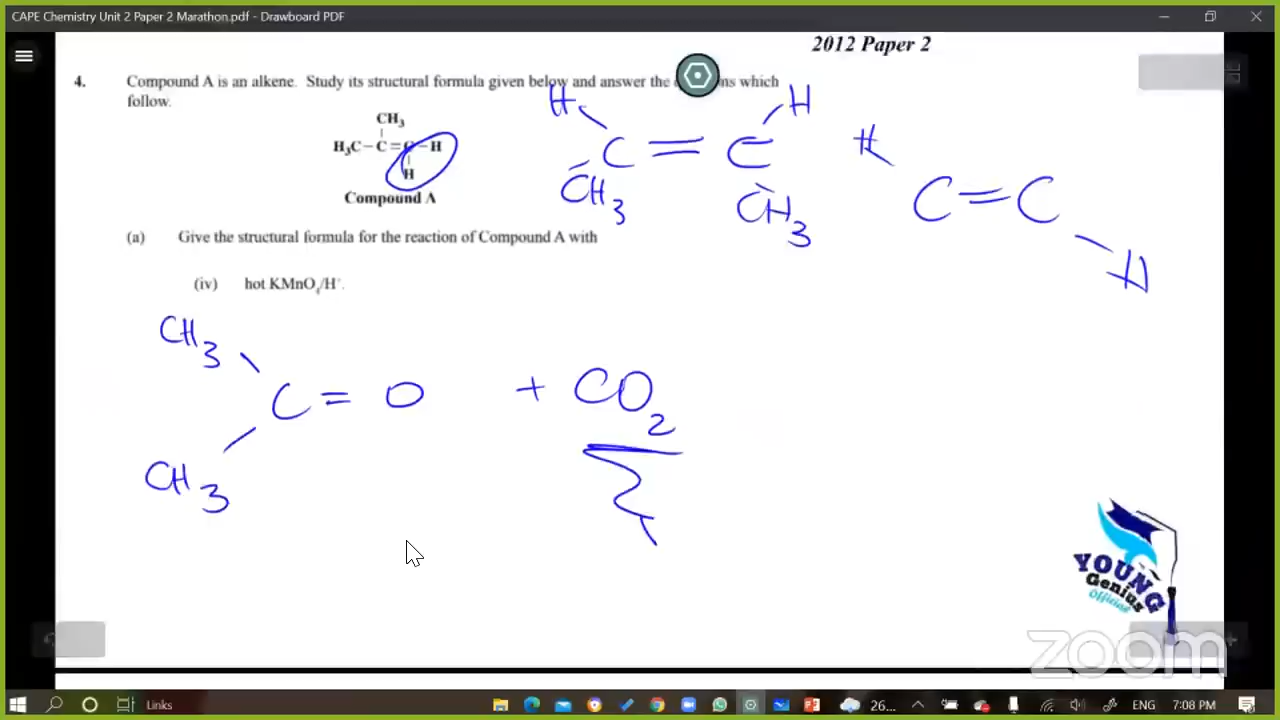 CAPE Chemistry Unit 2 Paper 2 Marathon.pdf - Drawboard PDF
2012 Paper 2
4. Compound A is an alkene. Study its structural formula given below and answer the ns which
follow.
CH₃
H₃C – C = C – H
H
Compound A
H H
C = C
CH₃ CH₃
H
C = C
H
(a) Give the structural formula for the reaction of Compound A with
(iv) hot KMnO₄/H⁺.
CH₃
C = O + CO₂
CH₃
YOUNG
Genius
Official
zoom
Links
26...
ENG
7:08 PM